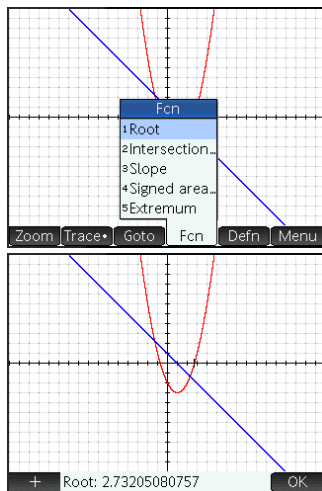 Fcn
1Root
2Intersection…
3Slope
4Signed area…
5Extremum
Zoom Trace• Goto Fcn Defn Menu
+ Root: 2.73205080757 OK